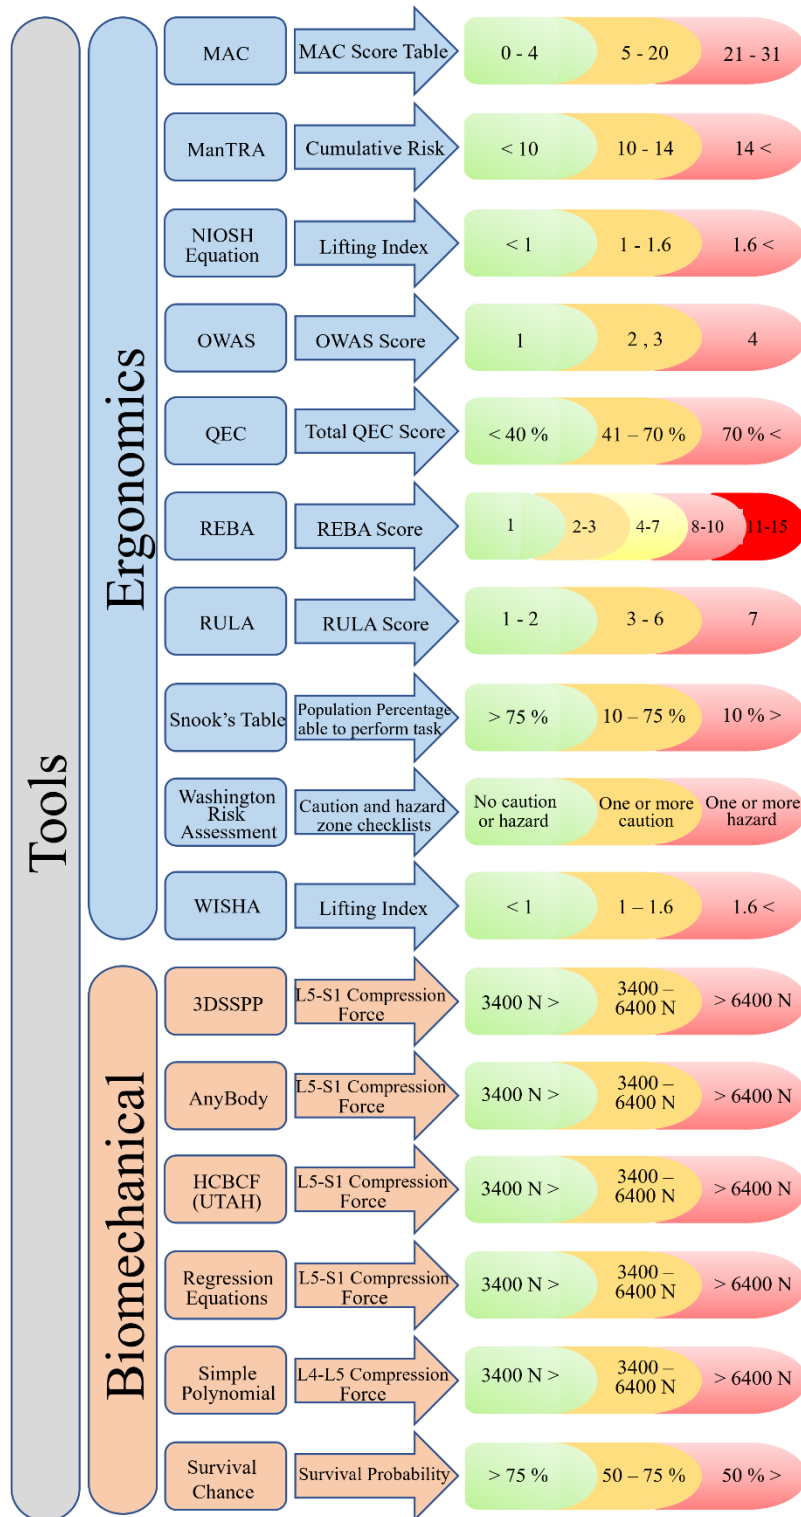 Tools
Ergonomics
MAC
MAC Score Table
0 - 4
5 - 20
21 - 31
ManTRA
Cumulative Risk
< 10
10 - 14
14 <
NIOSH
Equation
Lifting Index
< 1
1 - 1.6
1.6 <
OWAS
OWAS Score
1
2 , 3
4
QEC
Total QEC Score
< 40 %
41 – 70 %
70 % <
REBA
REBA Score
1
2-3
4-7
8-10
11-15
RULA
RULA Score
1 - 2
3 - 6
7
Snook’s Table
Population Percentage
able to perform task
> 75 %
10 – 75 %
10 % >
Washington
Risk
Assessment
Caution and hazard
zone checklists
No caution
or hazard
One or more
caution
One or more
hazard
WISHA
Lifting Index
< 1
1 – 1.6
1.6 <
Biomechanical
3DSSPP
L5-S1 Compression
Force
3400 N >
3400 –
6400 N
> 6400 N
AnyBody
L5-S1 Compression
Force
3400 N >
3400 –
6400 N
> 6400 N
HCBCF
(UTAH)
L5-S1 Compression
Force
3400 N >
3400 –
6400 N
> 6400 N
Regression
Equations
L5-S1 Compression
Force
3400 N >
3400 –
6400 N
> 6400 N
Simple
Polynomial
L4-L5 Compression
Force
3400 N >
3400 –
6400 N
> 6400 N
Survival
Chance
Survival Probability
> 75 %
50 – 75 %
50 % >